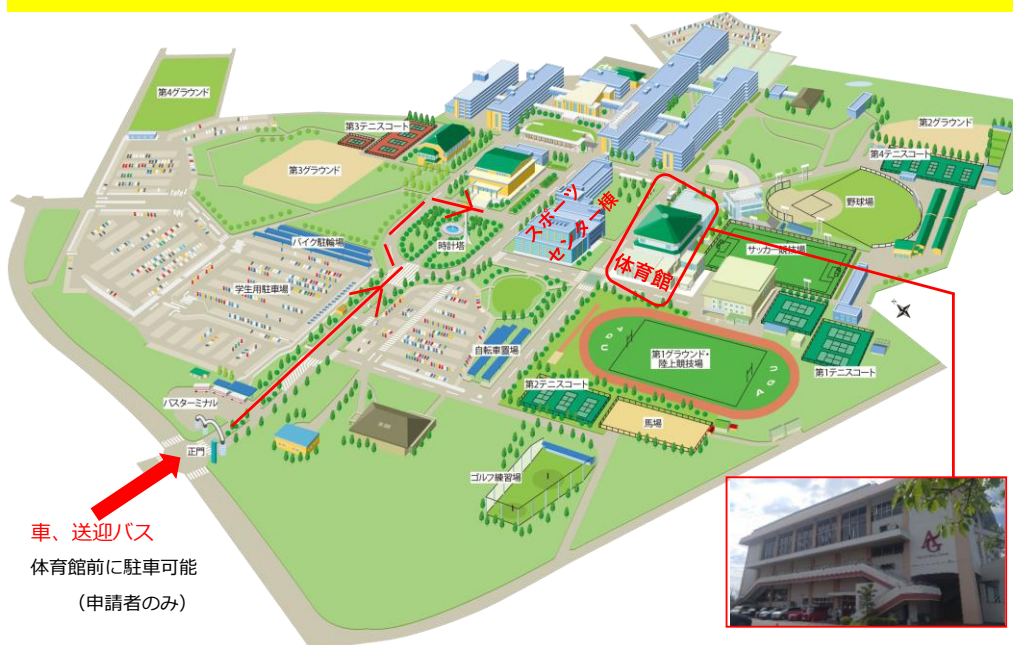 第4グラウンド
第3テニスコート
第3グラウンド
第2グラウンド
第4テニスコート
野球場
スポーツ
センター棟
時計塔
バイク駐輪場
体育館
サッカー競技場
学生用駐車場
自転車置場
第1グラウンド・
陸上競技場
第1テニスコート
第2テニスコート
バスターミナル
馬場
正門
ゴルフ練習場
車、送迎バス
体育館前に駐車可能
（申請者のみ）
AG